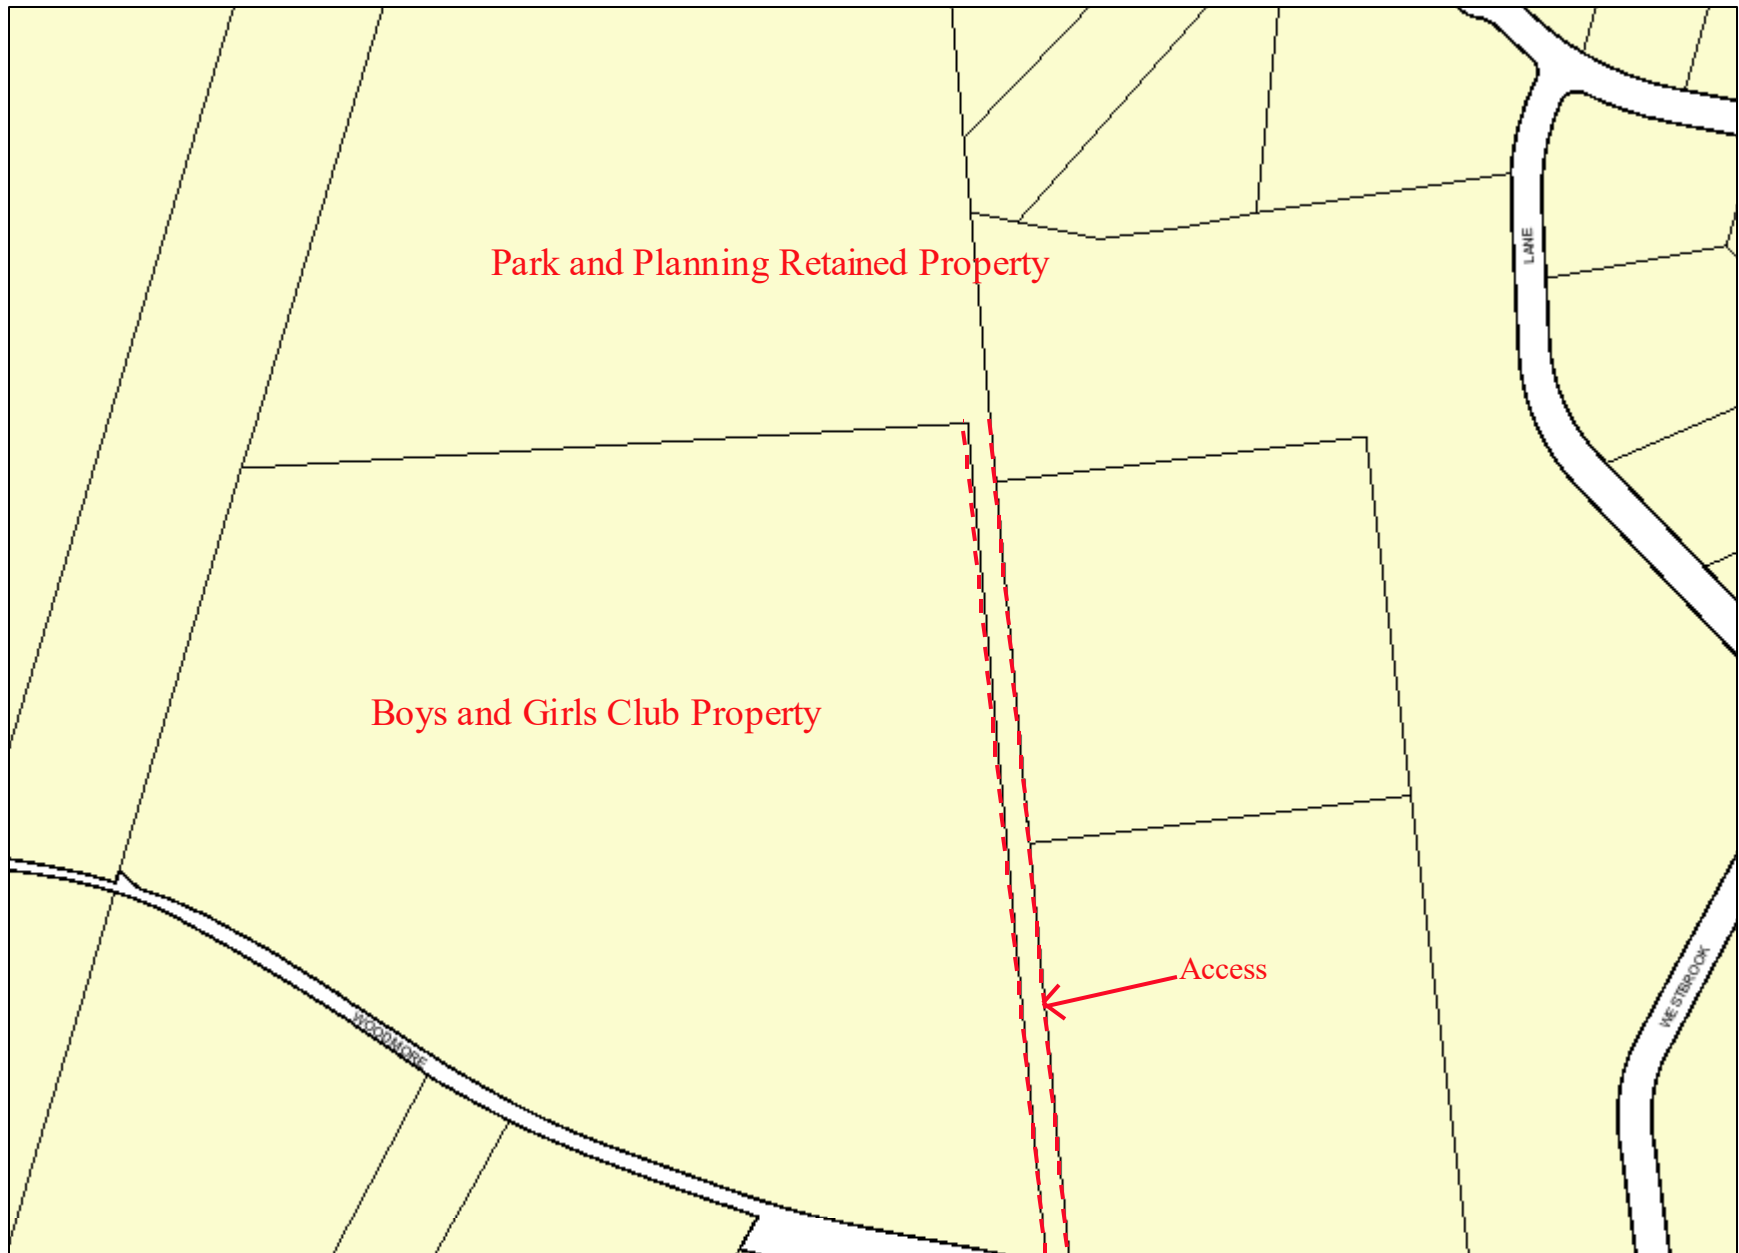 LANE
Park and Planning Retained Property
Boys and Girls Club Property
Access
WESTBROOK
WOODMORE